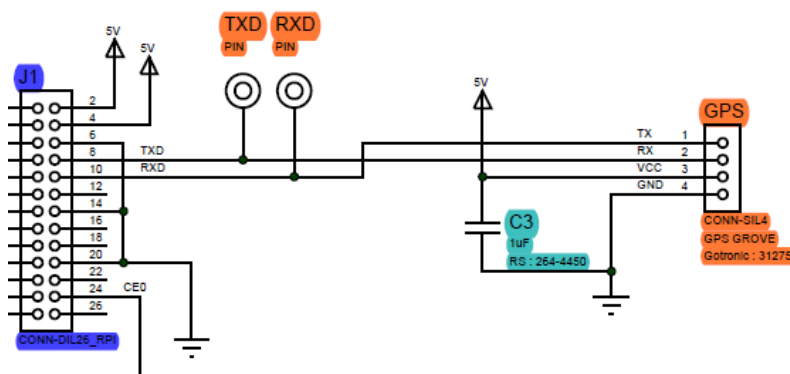 TXD RXD
PIN PIN
5V
5V
J1
2
4
6
8 TXD
10 RXD
12
14
16
18
20
22
24 CE0
26
CONN-DIL26_RPI
5V
C3
1uF
RS : 264-4450
GPS
TX 1
RX 2
VCC 3
GND 4
CONN-SIL4
GPS GROVE
Gotronic : 31275